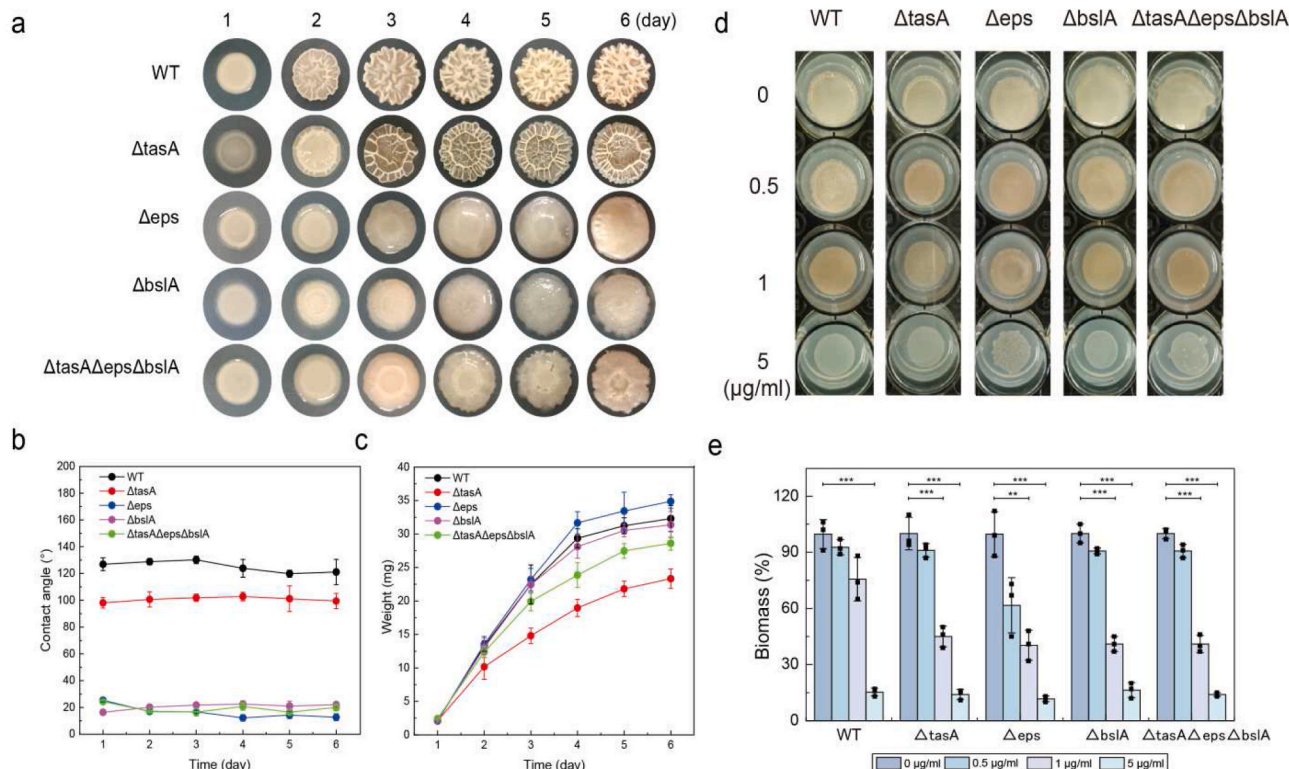 a
1 2 3 4 5 6 (day)
WT
ΔtasA
Δeps
ΔbslA
ΔtasAΔepsΔbslA
b
200
180
160
140
120
100
80
60
40
20
0
Contact angle (°)
WT
ΔtasA
Δeps
ΔbslA
ΔtasAΔepsΔbslA
1 2 3 4 5 6
Time (day)
c
40
35
30
25
20
15
10
5
0
Weight (mg)
WT
ΔtasA
Δeps
ΔbslA
ΔtasAΔepsΔbslA
1 2 3 4 5 6
Time (day)
d
WT ΔtasA Δeps ΔbslA ΔtasAΔepsΔbslA
0
0.5
1
5
(μg/ml)
e
120
90
60
30
0
Biomass (%)
*** *** *** *** ***
*** ** *** ***
WT ΔtasA Δeps ΔbslA ΔtasAΔepsΔbslA
0 μg/ml 0.5 μg/ml 1 μg/ml 5 μg/ml